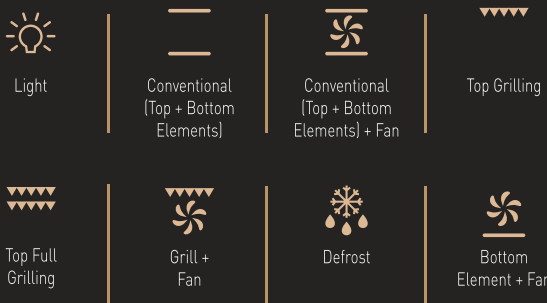 Light
Conventional
(Top + Bottom
Elements)
Conventional
(Top + Bottom
Elements) + Fan
Top Grilling
Top Full
Grilling
Grill +
Fan
Defrost
Bottom
Element + Fan